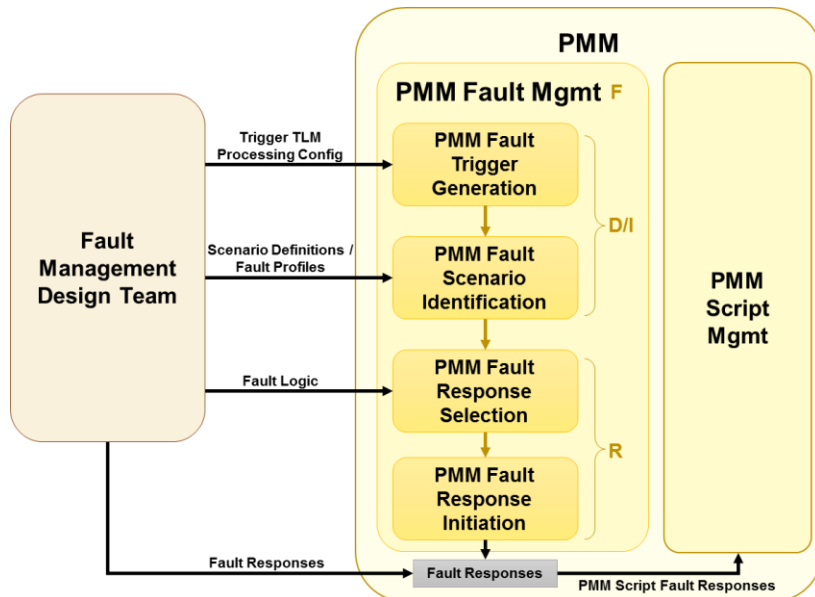 PMM
PMM Fault Mgmt F
Fault
Management
Design Team
Trigger TLM
Processing Config
PMM Fault
Trigger
Generation
D/I
Scenario Definitions /
Fault Profiles
PMM Fault
Scenario
Identification
PMM
Script
Mgmt
Fault Logic
PMM Fault
Response
Selection
R
PMM Fault
Response
Initiation
Fault Responses
Fault Responses
PMM Script Fault Responses